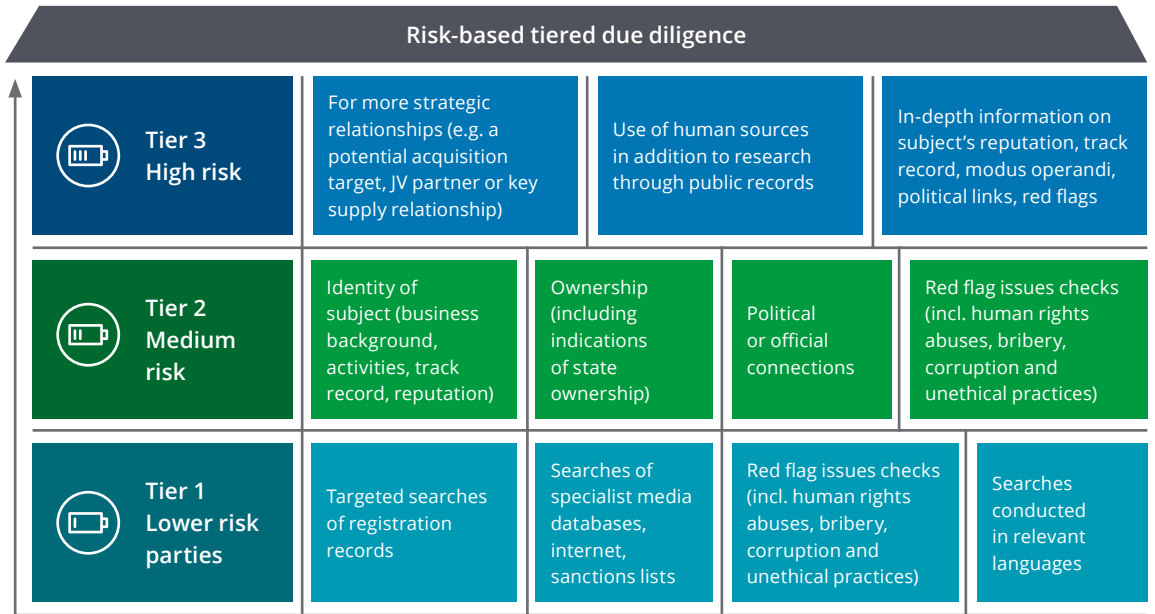 Risk-based tiered due diligence
Tier 3
High risk
For more strategic
relationships (e.g. a
potential acquisition
target, JV partner or key
supply relationship)
Use of human sources
in addition to research
through public records
In-depth information on
subject's reputation, track
record, modus operandi,
political links, red flags
Tier 2
Medium
risk
Identity of
subject (business
background,
activities, track
record, reputation)
Ownership
(including
indications
of state
ownership)
Political
or official
connections
Red flag issues checks
(incl. human rights
abuses, bribery,
corruption and
unethical practices)
Tier 1
Lower risk
parties
Targeted searches
of registration
records
Searches of
specialist media
databases,
internet,
sanctions lists
Red flag issues checks
(incl. human rights
abuses, bribery,
corruption and
unethical practices)
Searches
conducted
in relevant
languages